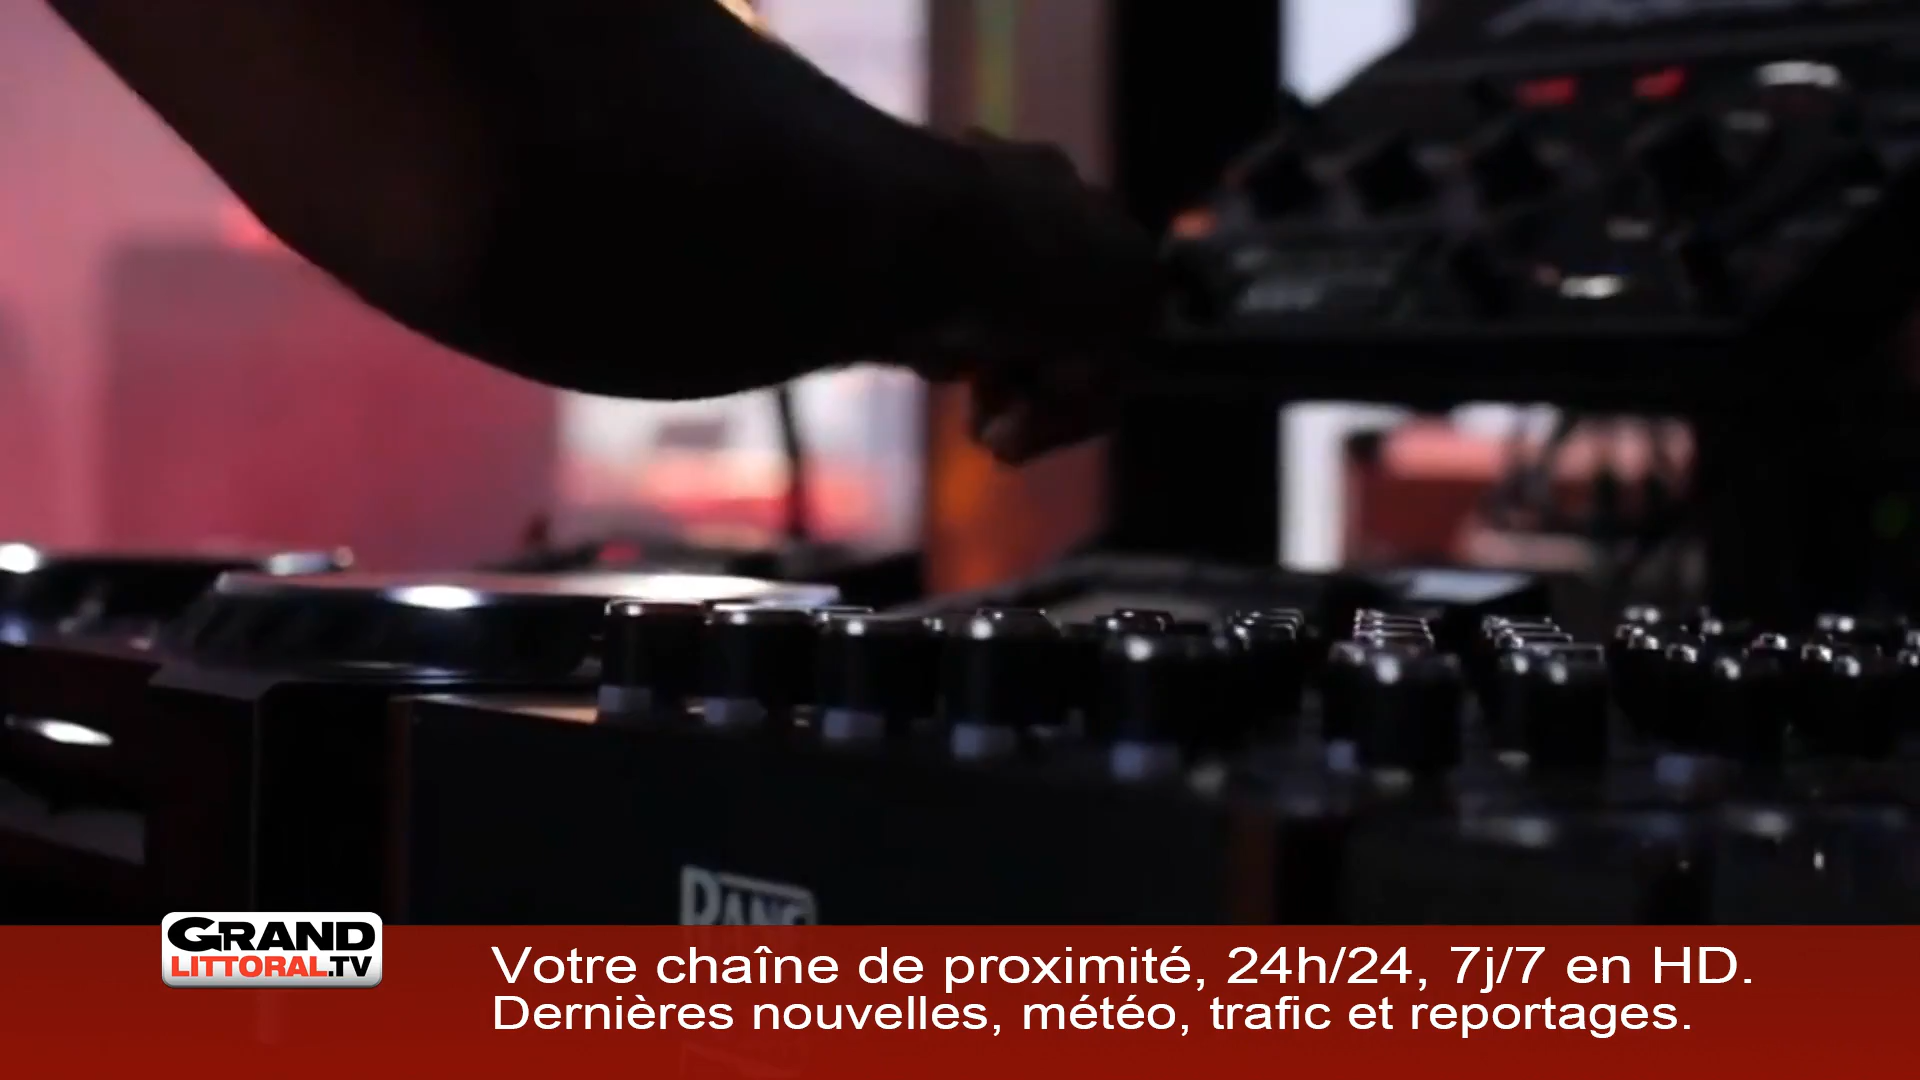 GRAND
LITTORAL.TV
Votre chaîne de proximité, 24h/24, 7j/7 en HD.
Dernières nouvelles, météo, trafic et reportages.